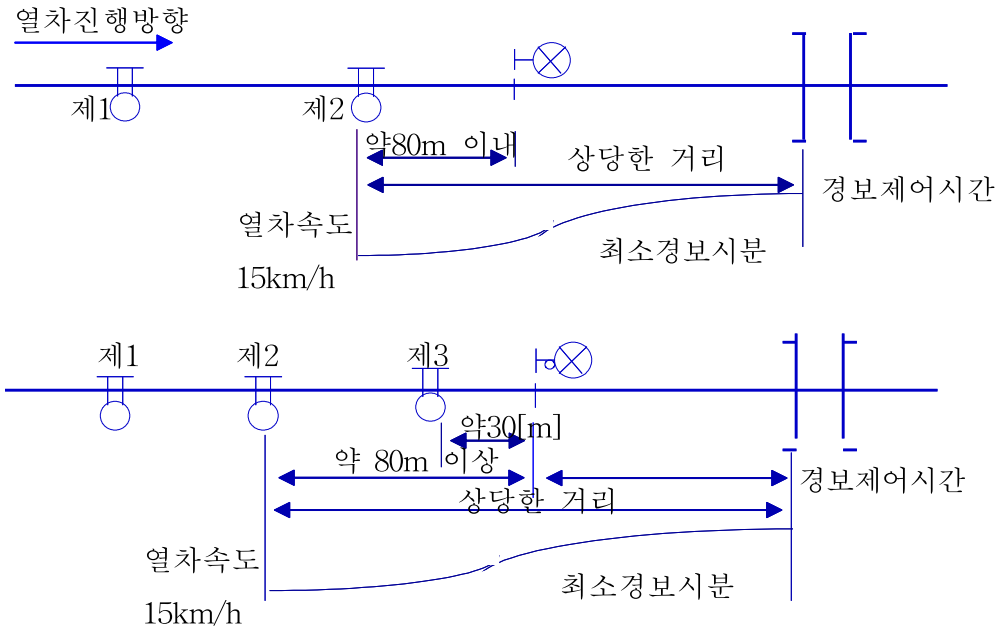 열차진행방향
제1
제2
약80m 이내
상당한 거리
경보제어시간
열차속도
최소경보시분
15km/h
제1
제2
제3
약30[m]
약 80m 이상
경보제어시간
상당한 거리
열차속도
최소경보시분
15km/h